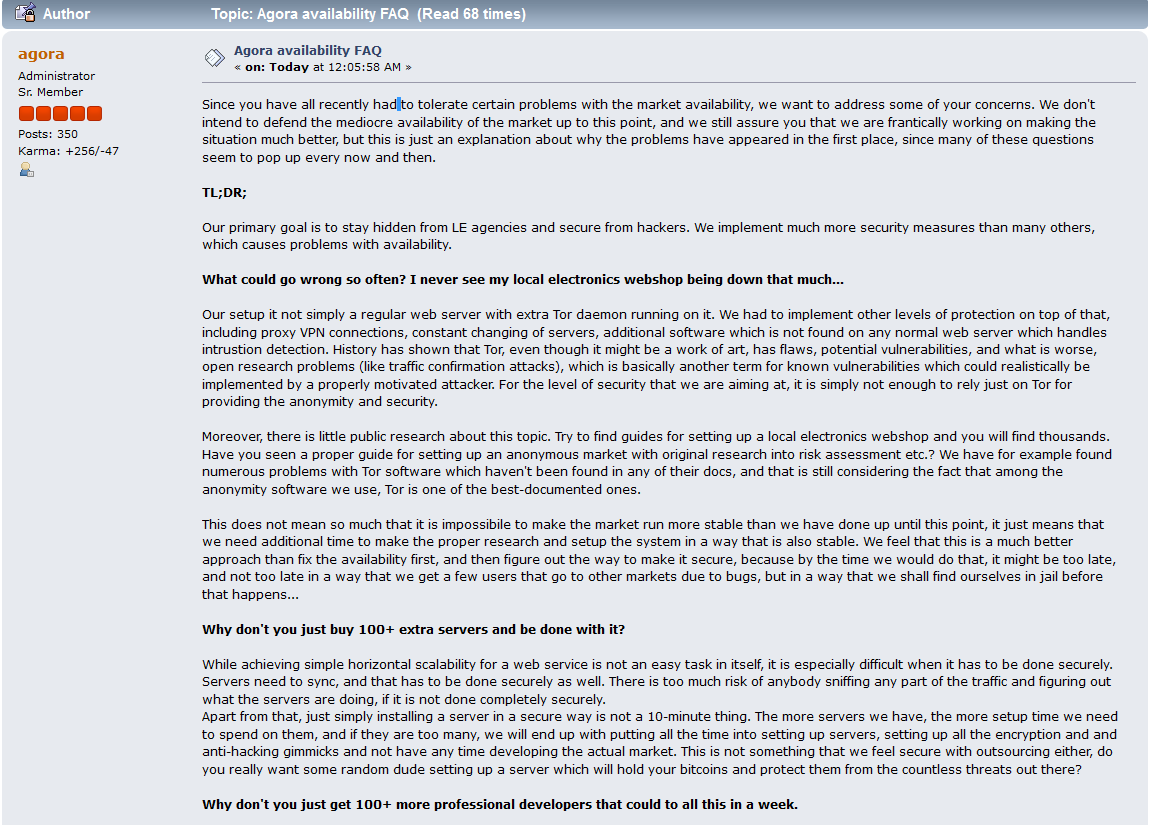 Author
Topic: Agora availability FAQ (Read 68 times)
agora
Administrator
Sr. Member
Posts: 350
Karma: +256/-47
Agora availability FAQ
« on: Today at 12:05:58 AM »
Since you have all recently had to tolerate certain problems with the market availability, we want to address some of your concerns. We don't
intend to defend the mediocre availability of the market up to this point, and we still assure you that we are frantically working on making the
situation much better, but this is just an explanation about why the problems have appeared in the first place, since many of these questions
seem to pop up every now and then.
TL;DR;
Our primary goal is to stay hidden from LE agencies and secure from hackers. We implement much more security measures than many others,
which causes problems with availability.
What could go wrong so often? I never see my local electronics webshop being down that much...
Our setup it not simply a regular web server with extra Tor daemon running on it. We had to implement other levels of protection on top of that,
including proxy VPN connections, constant changing of servers, additional software which is not found on any normal web server which handles
intrustion detection. History has shown that Tor, even though it might be a work of art, has flaws, potential vulnerabilities, and what is worse,
open research problems (like traffic confirmation attacks), which is basically another term for known vulnerabilities which could realistically be
implemented by a properly motivated attacker. For the level of security that we are aiming at, it is simply not enough to rely just on Tor for
providing the anonymity and security.
Moreover, there is little public research about this topic. Try to find guides for setting up a local electronics webshop and you will find thousands.
Have you seen a proper guide for setting up an anonymous market with original research into risk assessment etc.? We have for example found
numerous problems with Tor software which haven't been found in any of their docs, and that is still considering the fact that among the
anonymity software we use, Tor is one of the best-documented ones.
This does not mean so much that it is impossibile to make the market run more stable than we have done up until this point, it just means that
we need additional time to make the proper research and setup the system in a way that is also stable. We feel that this is a much better
approach than fix the availability first, and then figure out the way to make it secure, because by the time we would do that, it might be too late,
and not too late in a way that we get a few users that go to other markets due to bugs, but in a way that we shall find ourselves in jail before
that happens...
Why don't you just buy 100+ extra servers and be done with it?
While achieving simple horizontal scalability for a web service is not an easy task in itself, it is especially difficult when it has to be done securely.
Servers need to sync, and that has to be done securely as well. There is too much risk of anybody sniffing any part of the traffic and figuring out
what the servers are doing, if it is not done completely securely.
Apart from that, just simply installing a server in a secure way is not a 10-minute thing. The more servers we have, the more setup time we need
to spend on them, and if they are too many, we will end up with putting all the time into setting up servers, setting up all the encryption and and
anti-hacking gimmicks and not have any time developing the actual market. This is not something that we feel secure with outsourcing either, do
you really want some random dude setting up a server which will hold your bitcoins and protect them from the countless threats out there?
Why don't you just get 100+ more professional developers that could to all this in a week.